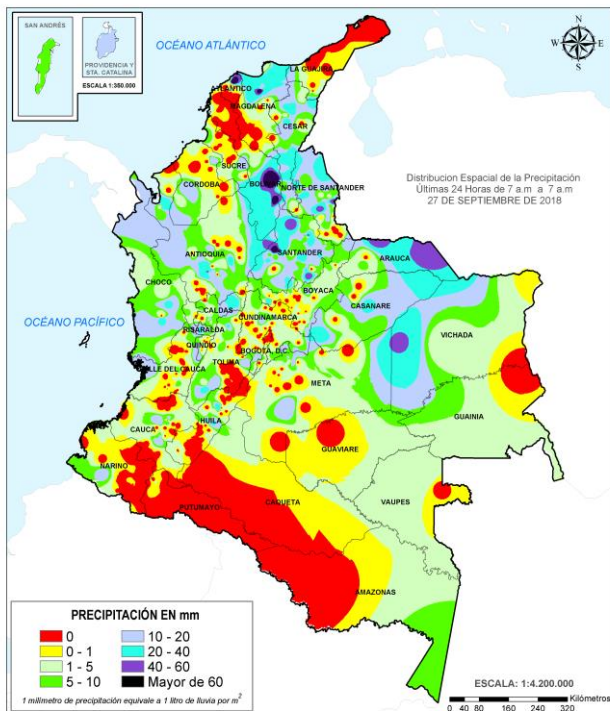 SAN ANDRÉS
PROVIDENCIA Y
STA. CATALINA
ESCALA 1:350.000
OCÉANO ATLÁNTICO
N
W E
S
LA GUAJIRA
ATLANTICO
MAGDALENA
CESAR
SUCRE
CORDOBA
BOLIVAR
NORTE DE SANTANDER
Distribucion Espacial de la Precipitación
Últimas 24 Horas de 7 a.m a 7 a.m
27 DE SEPTIEMBRE DE 2018
ANTIOQUIA
SANTANDER
ARAUCA
CHOCO
BOYACA
CASANARE
OCÉANO PACÍFICO
CALDAS
CUNDINAMARCA
RISARALDA
VICHADA
QUINDIO
BOGOTA, D.C.
TOLIMA
VALLE DEL CAUCA
META
GUAINIA
CAUCA
HUILA
GUAVIARE
NARIÑO
CAQUETA
VAUPES
PUTUMAYO
AMAZONAS
PRECIPITACIÓN EN mm
0 10 - 20
0 - 1 20 - 40
1 - 5 40 - 60
5 - 10 Mayor de 60
1 milímetro de precipitación equivale a 1 litro de lluvia por m²
ESCALA: 1:4.200.000
Kilómetros
0 40 80 160 240 320